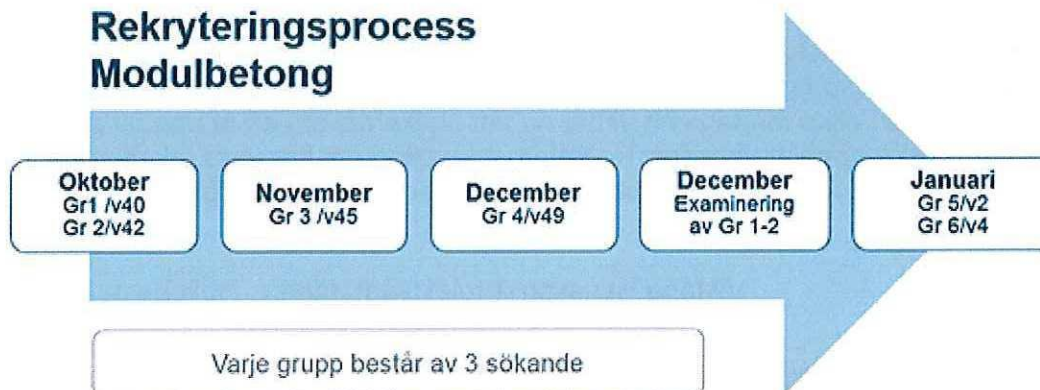 Rekryteringsprocess
Modulbetong
Oktober
Gr1 /v40
Gr 2/v42
November
Gr 3 /v45
December
Gr 4/v49
December
Examinering
av Gr 1-2
Januari
Gr 5/v2
Gr 6/v4
Varje grupp består av 3 sökande